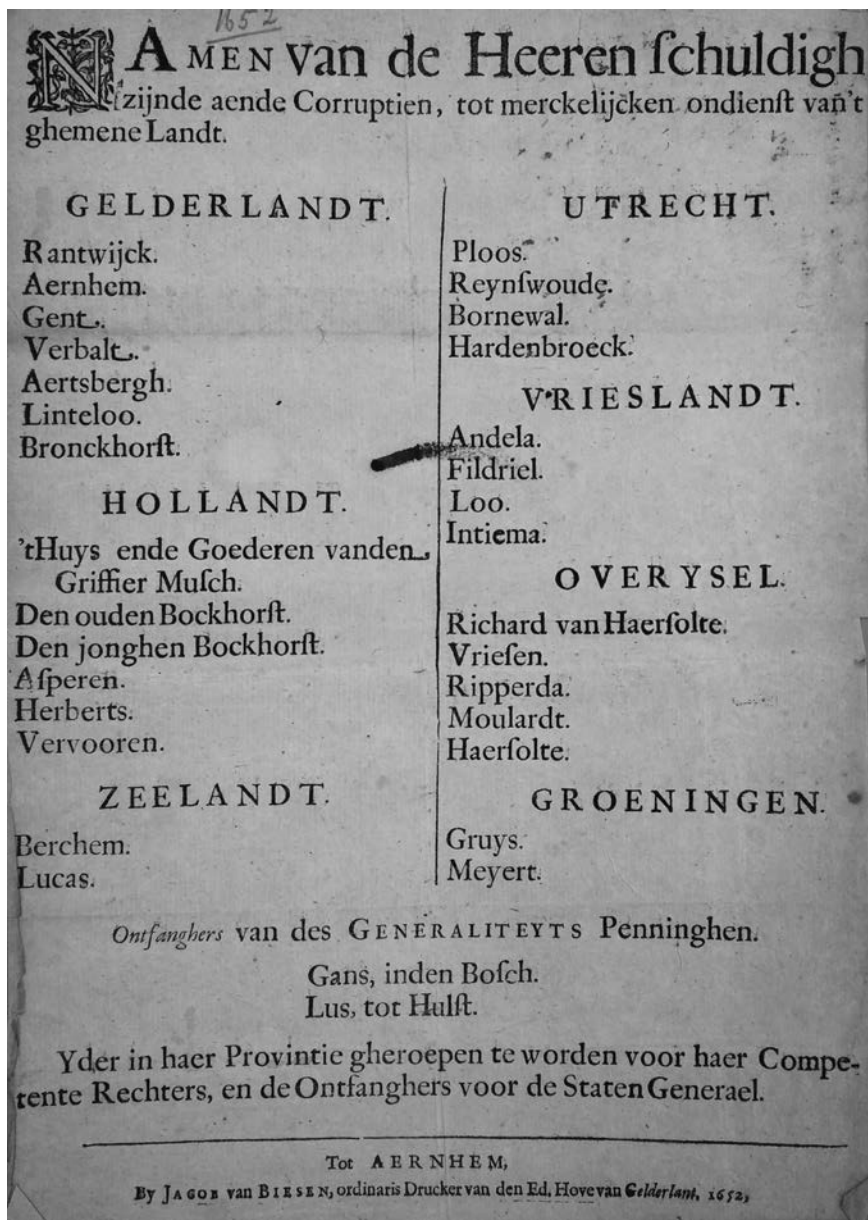 1652
NAMEN van de Heeren ſchuldigh
zijnde aende Corruptien, tot merckelijcken ondienſt van't
ghemene Landt.
GELDERLANDT.
Rantwijck.
Aernhem.
Gent.
Verbalt.
Aertsbergh.
Linteloo.
Bronckhorſt.
HOLLANDT.
'tHuys ende Goederen vanden
Griffier Muſch.
Den ouden Bockhorſt.
Den jonghen Bockhorſt.
Aſperen.
Herberts.
Vervooren.
ZEELANDT.
Berchem.
Lucas.
UTRECHT.
Ploos.
Reynſwoude.
Bornewal.
Hardenbroeck.
VRIESLANDT.
Andela.
Fildriel.
Loo.
Intiema.
OVERYSEL.
Richard van Haerſolte.
Vrieſen.
Ripperda.
Moulardt.
Haerſolte.
GROENINGEN.
Gruys.
Meyert.
Ontfanghers van des GENERALITEYTS Penninghen.
Gans, inden Boſch.
Lus, tot Hulſt.
Yder in haer Provintie gheroepen te worden voor haer Compe-
tente Rechters, en de Ontfanghers voor de Staten Generael.
Tot AERNHEM,
By JACOB van BIESEN, ordinaris Drucker van den Ed. Hove van Gelderlant, 1652,